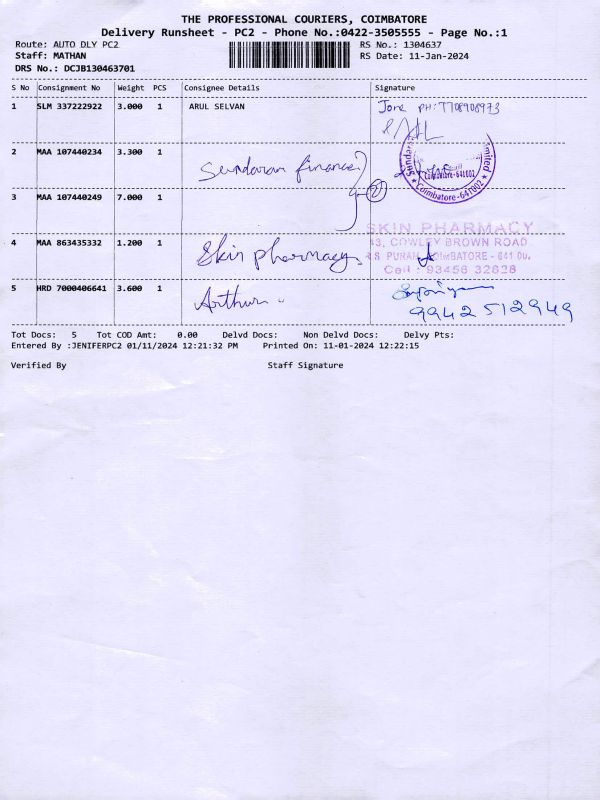 THE PROFESSIONAL COURIERS, COIMBATORE
Delivery Runsheet - PC2 - Phone No.:0422-3505555 - Page No.:1
Route: AUTO DLY PC2
Staff: MATHAN
DRS No.: DCJB130463701
RS No.: 1304637
RS Date: 11-Jan-2024
S No Consignment No Weight PCS Consignee Details Signature
1 SLM 337222922 3.000 1 ARUL SELVAN
PH: 7708908973
2 MAA 107440234 3.300 1 Sundaram finance 2
Coimbatore-641002
Coimbatore-641002
3 MAA 107440249 7.000 1
4 MAA 863435332 1.200 1 Skin pharmacy
SKIN PHARMACY
COWLEY BROWN ROAD
COIMBATORE - 641 00
Cell : 93456 32628
5 HRD 7000406641 3.600 1 Arthur
9942512949
Tot Docs: 5 Tot COD Amt: 0.00 Delvd Docs: Non Delvd Docs: Delvy Pts:
Entered By :JENIFERPC2 01/11/2024 12:21:32 PM Printed On: 11-01-2024 12:22:15
Verified By Staff Signature